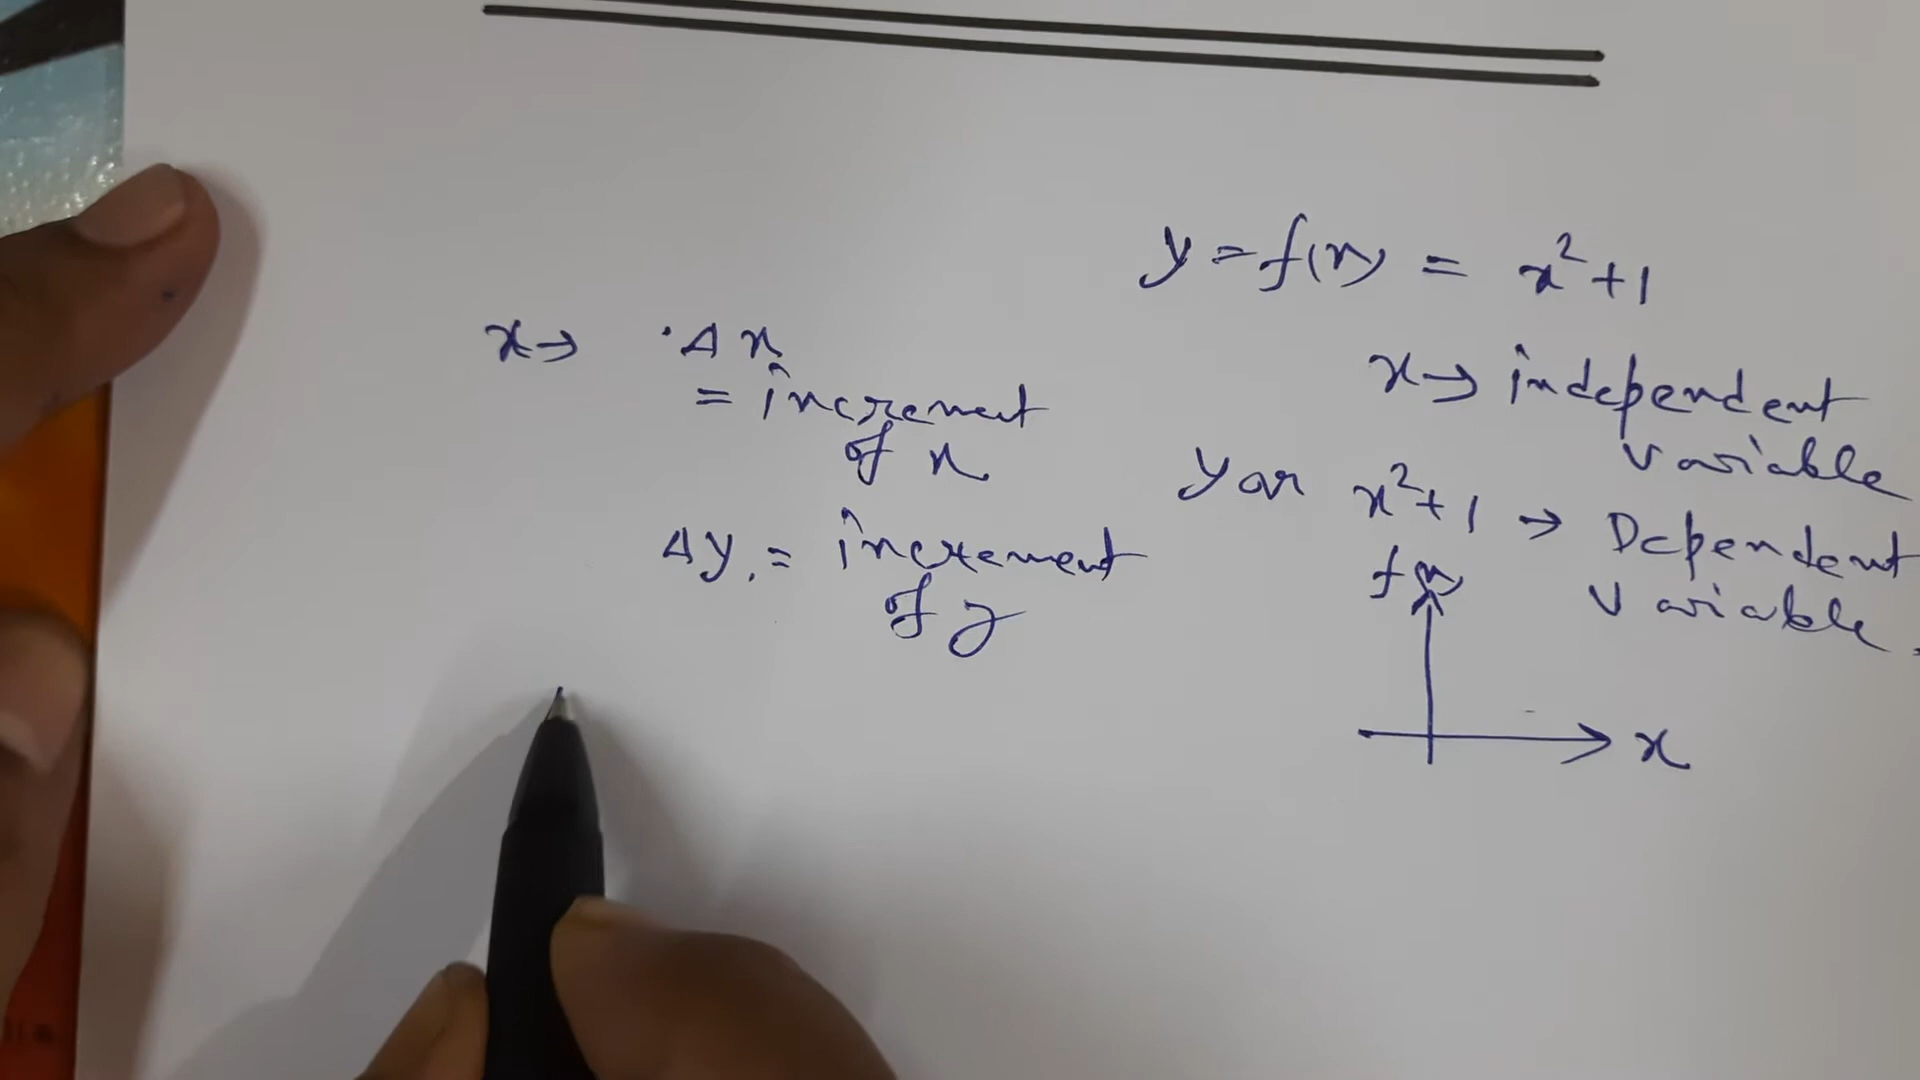 y = f(x) = x²+1
x → Δx
= increment
of x
Δy = increment
of y
x → independent
variable
y or x²+1 → Dependent
variable.
f(x)
x